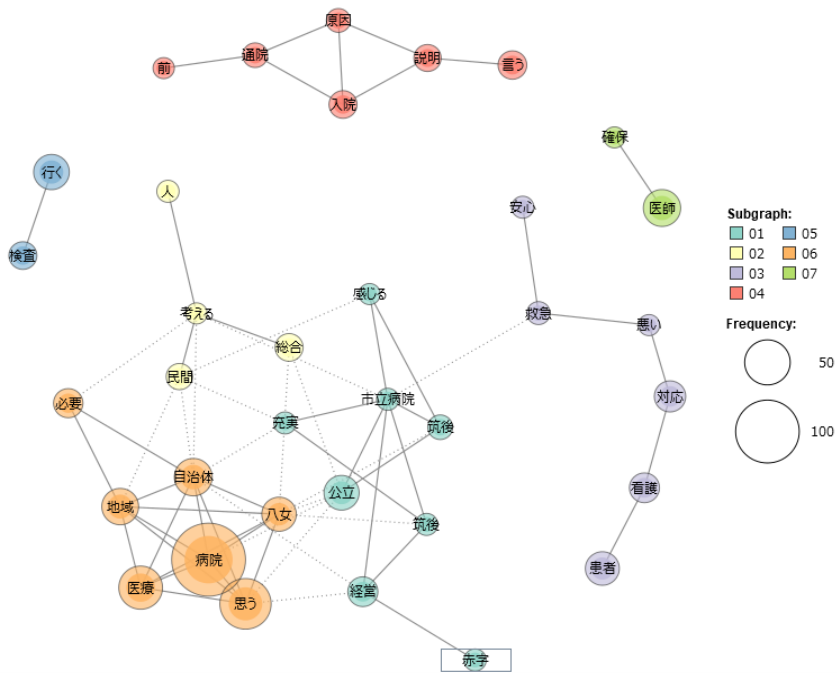 原因
通院
説明
前
言う
入院
確保
行く
人
安心
医師
検査
感じる
考える
救急
悪い
総合
民間
必要
市立病院
対応
充実
筑後
自治体
公立
看護
地域
八女
筑後
病院
患者
医療
思う
経営
赤字
Subgraph:
01
05
02
06
03
07
04
Frequency:
50
100